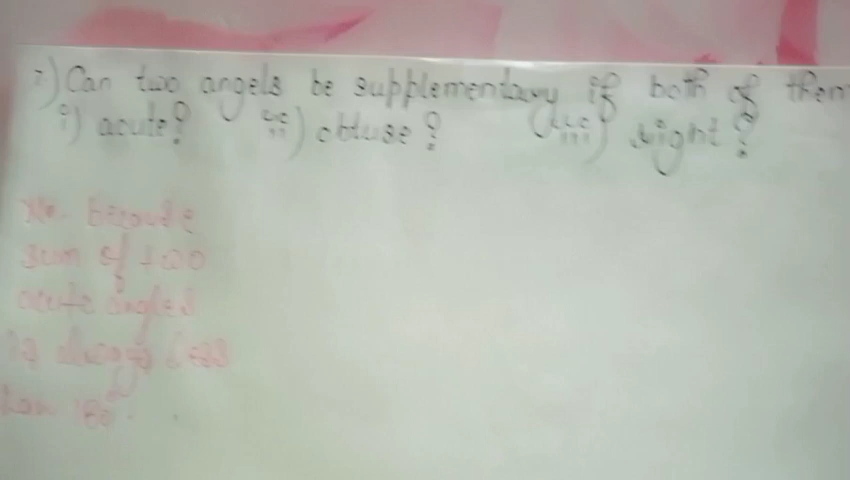 7.) Can two angels be supplementary if both of them
i) acute? ii) obtuse? iii) right?
No because
sum of two
acute angles
is always less
than 180°.